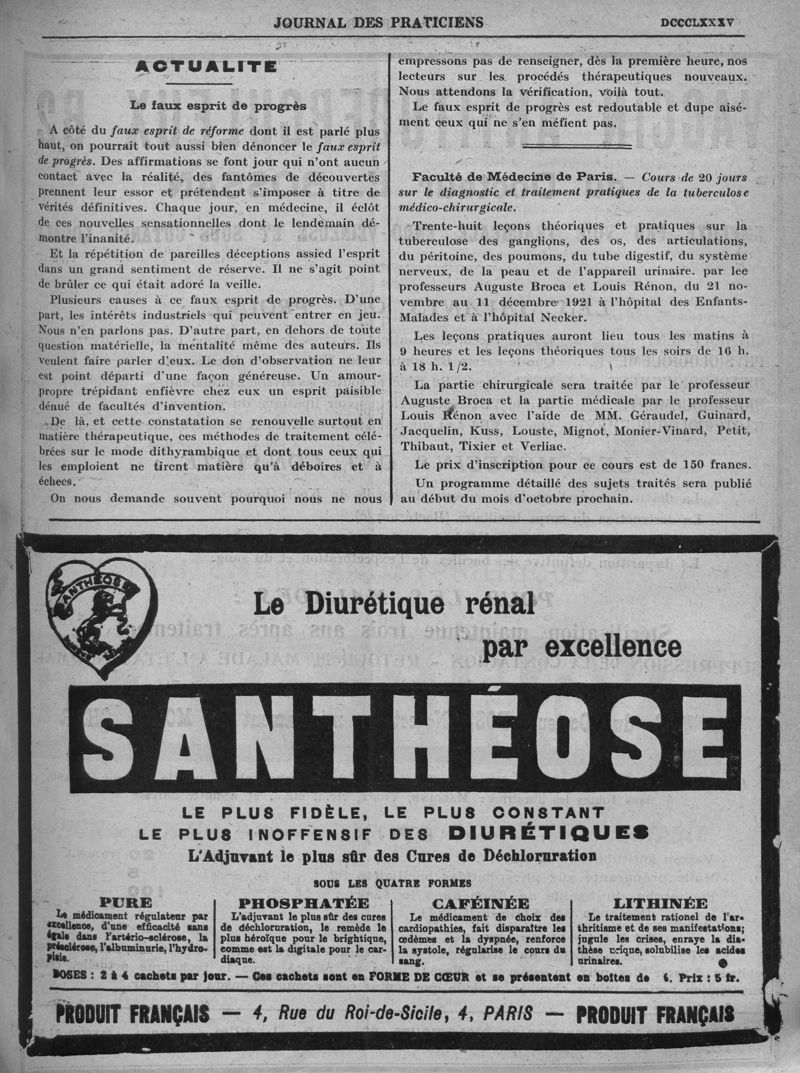 JOURNAL DES PRATICIENS
DCCCLXXXV
ACTUALITE
Le faux esprit de progrès
A côté du faux esprit de réforme dont il est parlé plus
haut, on pourrait tout aussi bien dénoncer le faux esprit
de progrès. Des affirmations se font jour qui n'ont aucun
contact avec la réalité, des fantômes de découvertes
prennent leur essor et prétendent s'imposer à titre de
vérités définitives. Chaque jour, en médecine, il éclôt
de ces nouvelles sensationnelles dont le lendemain dé-
montre l'inanité.
Et la répétition de pareilles déceptions assied l'esprit
dans un grand sentiment de réserve. Il ne s'agit point
de brûler ce qui était adoré la veille.
Plusieurs causes à ce faux esprit de progrès. D'une
part, les intérêts industriels qui peuvent entrer en jeu.
Nous n'en parlons pas. D'autre part, en dehors de toute
question matérielle, la mentalité même des auteurs. Ils
veulent faire parler d'eux. Le don d'observation ne leur
est point départi d'une façon généreuse. Un amour-
propre trépidant enfièvre chez eux un esprit paisible
dénué de facultés d'invention.
De là, et cette constatation se renouvelle surtout en
matière thérapeutique, ces méthodes de traitement célé-
brées sur le mode dithyrambique et dont tous ceux qui
les emploient ne tirent matière qu'à déboires et à
échecs.
On nous demande souvent pourquoi nous ne nous
empressons pas de renseigner, dès la première heure, nos
lecteurs sur les procédés thérapeutiques nouveaux.
Nous attendons la vérification, voilà tout.
Le faux esprit de progrès est redoutable et dupe aisé-
ment ceux qui ne s'en méfient pas.
Faculté de Médecine de Paris. — Cours de 20 jours
sur le diagnostic et traitement pratiques de la tuberculose
médico-chirurgicale.
Trente-huit leçons théoriques et pratiques sur la
tuberculose des ganglions, des os, des articulations,
du péritoine, des poumons, du tube digestif, du système
nerveux, de la peau et de l'appareil urinaire. par lee
professeurs Auguste Broca et Louis Rénon, du 21 no-
vembre au 11 décembre 1921 à l'hôpital des Enfants-
Malades et à l'hôpital Necker.
Les leçons pratiques auront lieu tous les matins à
9 heures et les leçons théoriques tous les soirs de 16 h.
à 18 h. 1/2.
La partie chirurgicale sera traitée par le professeur
Auguste Broca et la partie médicale par le professeur
Louis Rénon avec l'aide de MM. Géraudel, Guinard,
Jacquelin, Kuss, Louste, Mignot, Monier-Vinard, Petit,
Thibaut, Tixier et Verliac.
Le prix d'inscription pour ce cours est de 150 francs.
Un programme détaillé des sujets traités sera publié
au début du mois d'octobre prochain.
SANTHÉOSE
Le Diurétique rénal
par excellence
SANTHÉOSE
LE PLUS FIDÈLE, LE PLUS CONSTANT
LE PLUS INOFFENSIF DES DIURÉTIQUES
L'Adjuvant le plus sûr des Cures de Déchloruration
SOUS LES QUATRE FORMES
PURE
Le médicament régulateur par
excellence, d'une efficacité sans
égale dans l'artério-sclérose, la
présclérose, l'albuminurie, l'hydro-
pisie.
PHOSPHATÉE
L'adjuvant le plus sûr des cures
de déchloruration, le remède le
plus héroïque pour le brightique,
comme est la digitale pour le car-
diaque.
CAFÉINÉE
Le médicament de choix des
cardiopathies, fait disparaître les
œdèmes et la dyspnée, renforce
la systole, régularise le cours du
sang.
LITHINÉE
Le traitement rationel de l'ar-
thritisme et de ses manifestations;
jugule les crises, enraye la dia-
thèse urique, solubilise les acides
urinaires.
DOSES : 2 à 4 cachets par jour. — Ces cachets sont en FORME DE CŒUR et se présentent en boîtes de 4. Prix : 5 fr.
PRODUIT FRANÇAIS — 4, Rue du Roi-de-Sicile, 4, PARIS — PRODUIT FRANÇAIS